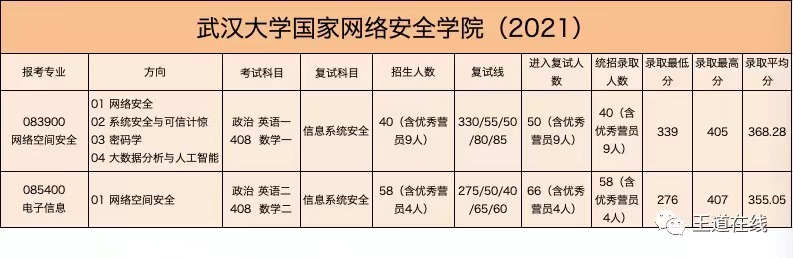 武汉大学国家网络安全学院（2021）
报考专业 方向 考试科目 复试科目 招生人数 复试线 进入复试人数 统招录取人数 录取最低分 录取最高分 录取平均分
083900
网络空间安全
01 网络安全
02 系统安全与可信计惊
03 密码学
04 大数据分析与人工智能
政治 英语一
408 数学一
信息系统安全
40（含优秀营
员9人）
330/55/50
/80/85
50（含优秀
营员9人）
40（含
优秀营员
9人）
339
405
368.28
085400
电子信息
01 网络空间安全
政治 英语二
408 数学二
信息系统安全
58（含优秀营
员4人）
275/50/40
/65/60
66（含优秀
营员4人）
58（含
优秀营员
4人）
276
407
355.05
王道在线